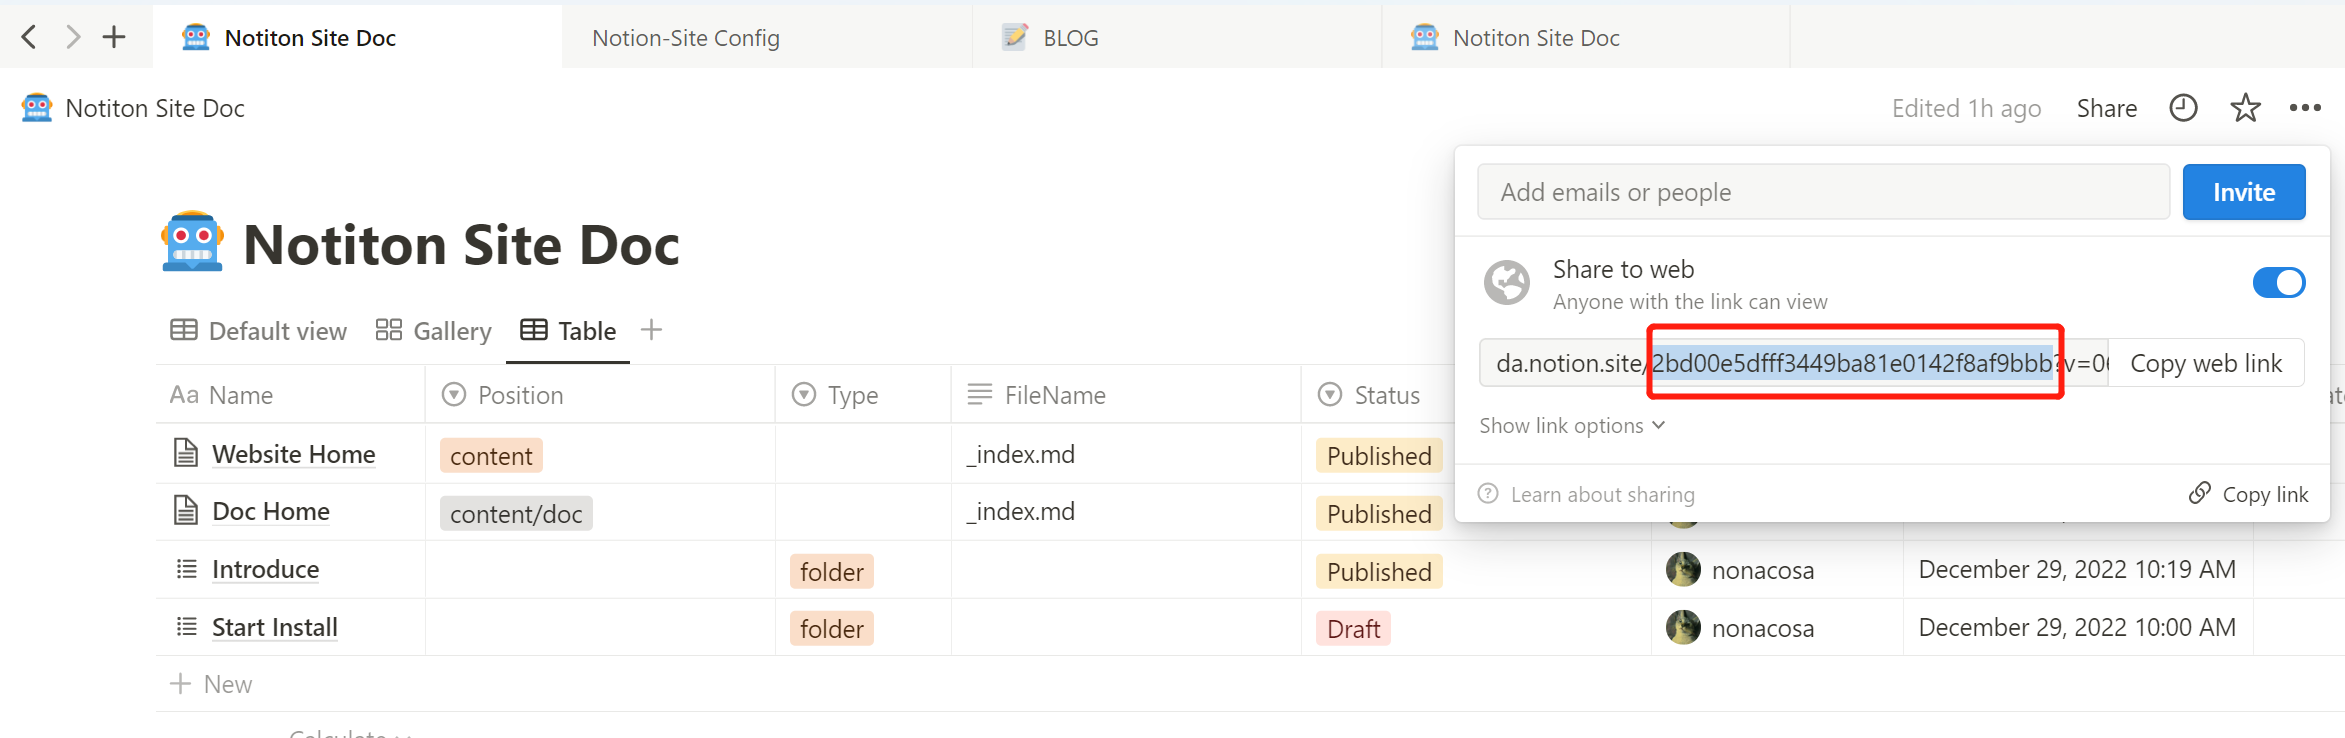 Notiton Site Doc
Notion-Site Config
BLOG
Notiton Site Doc
Notiton Site Doc
Edited 1h ago
Share
Add emails or people
Invite
Share to web
Anyone with the link can view
da.notion.site/2bd00e5dfff3449ba81e0142f8af9bbb?v=06
Copy web link
Show link options
Learn about sharing
Copy link
Notiton Site Doc
Default view
Gallery
Table
Aa Name Position Type FileName Status
Website Home content _index.md Published
Doc Home content/doc _index.md Published
Introduce folder Published nonacosa December 29, 2022 10:19 AM
Start Install folder Draft nonacosa December 29, 2022 10:00 AM
New
Calculate